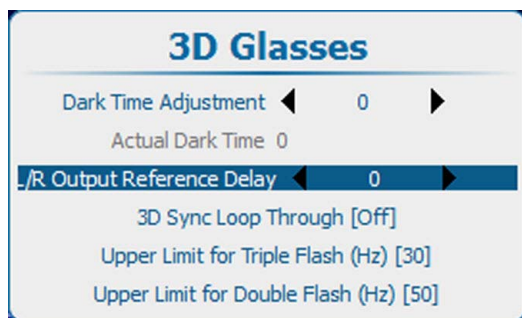 3D Glasses
Dark Time Adjustment 0
Actual Dark Time 0
/R Output Reference Delay 0
3D Sync Loop Through [Off]
Upper Limit for Triple Flash (Hz) [30]
Upper Limit for Double Flash (Hz) [50]